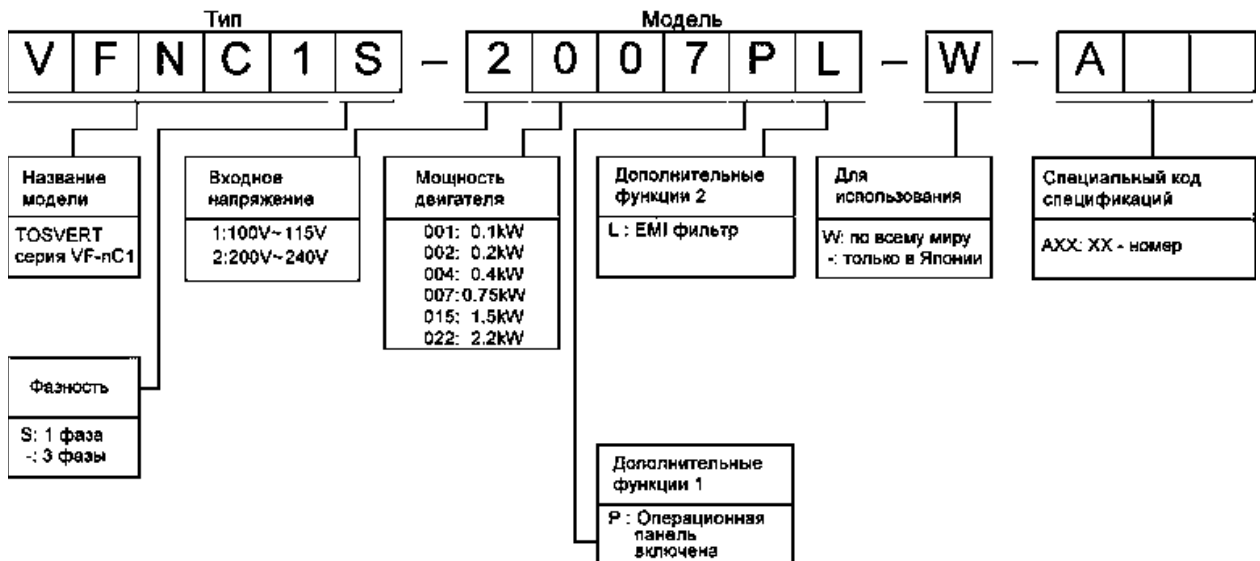 Тип
Модель
V F N C 1 S – 2 0 0 7 P L – W – A
Название
модели
TOSVERT
серия VF-nC1
Входное
напряжение
1:100V~115V
2:200V~240V
Мощность
двигателя
001: 0.1kW
002: 0.2kW
004: 0.4kW
007:0.75kW
015: 1.5kW
022: 2.2kW
Дополнительные
функции 2
L : EMI фильтр
Для
использования
W: по всему миру
-: только в Японии
Специальный код
спецификаций
AXX: XX - номер
Фазность
S: 1 фаза
-: 3 фазы
Дополнительные
функции 1
P : Операционная
панель
включена